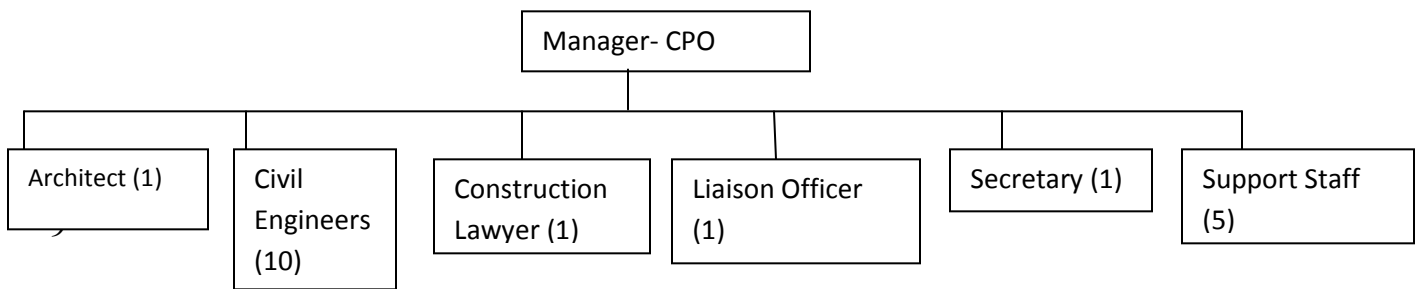 Manager- CPO
Architect (1)
Civil
Engineers
(10)
Construction
Lawyer (1)
Liaison Officer
(1)
Secretary (1)
Support Staff
(5)